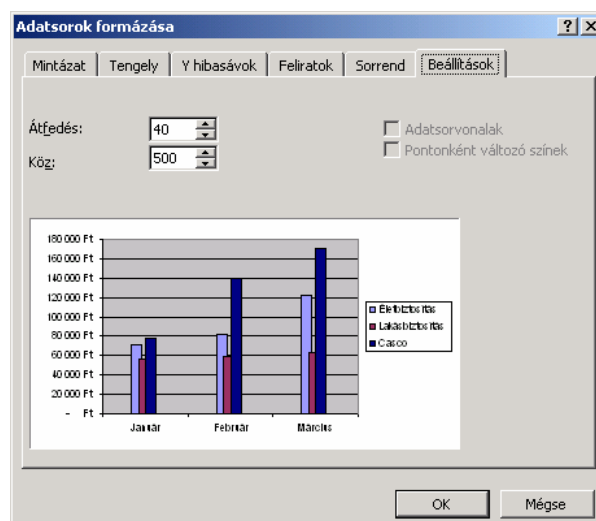 Adatsorok formázása
Mintázat Tengely Y hibasávok Feliratok Sorrend Beállítások
Átfedés: 40
Adatsorvonalak
Köz: 500
Pontonként változó színek
180 000 Ft
160 000 Ft
140 000 Ft
120 000 Ft
100 000 Ft
80 000 Ft
60 000 Ft
40 000 Ft
20 000 Ft
- Ft
Január Február Március
Életbiztosítás
Lakásbiztosítás
Casco
OK Mégse